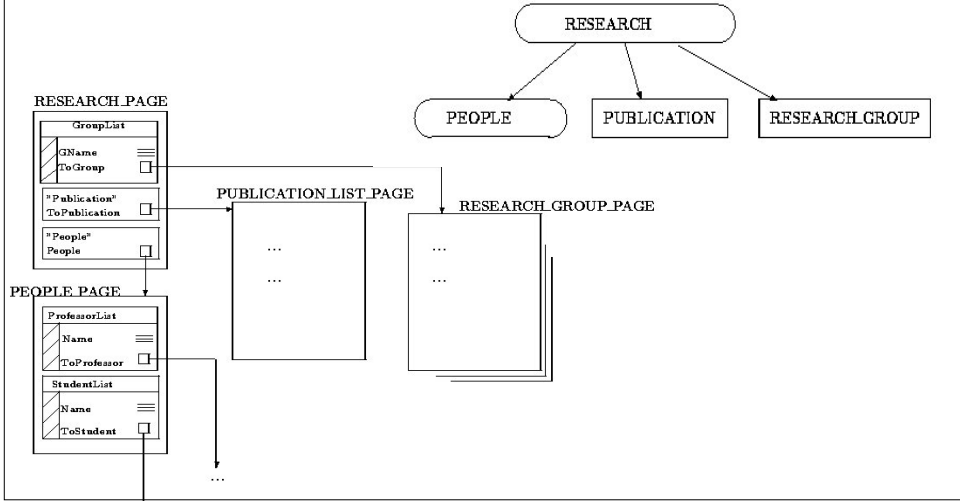 RESEARCH
PEOPLE
PUBLICATION
RESEARCH_GROUP
RESEARCH_PAGE
GroupList
GName
ToGroup
"Publication"
ToPublication
"People"
People
PUBLICATION_LIST_PAGE
...
...
RESEARCH_GROUP_PAGE
...
...
PEOPLE_PAGE
ProfessorList
Name
ToProfessor
StudentList
Name
ToStudent
...